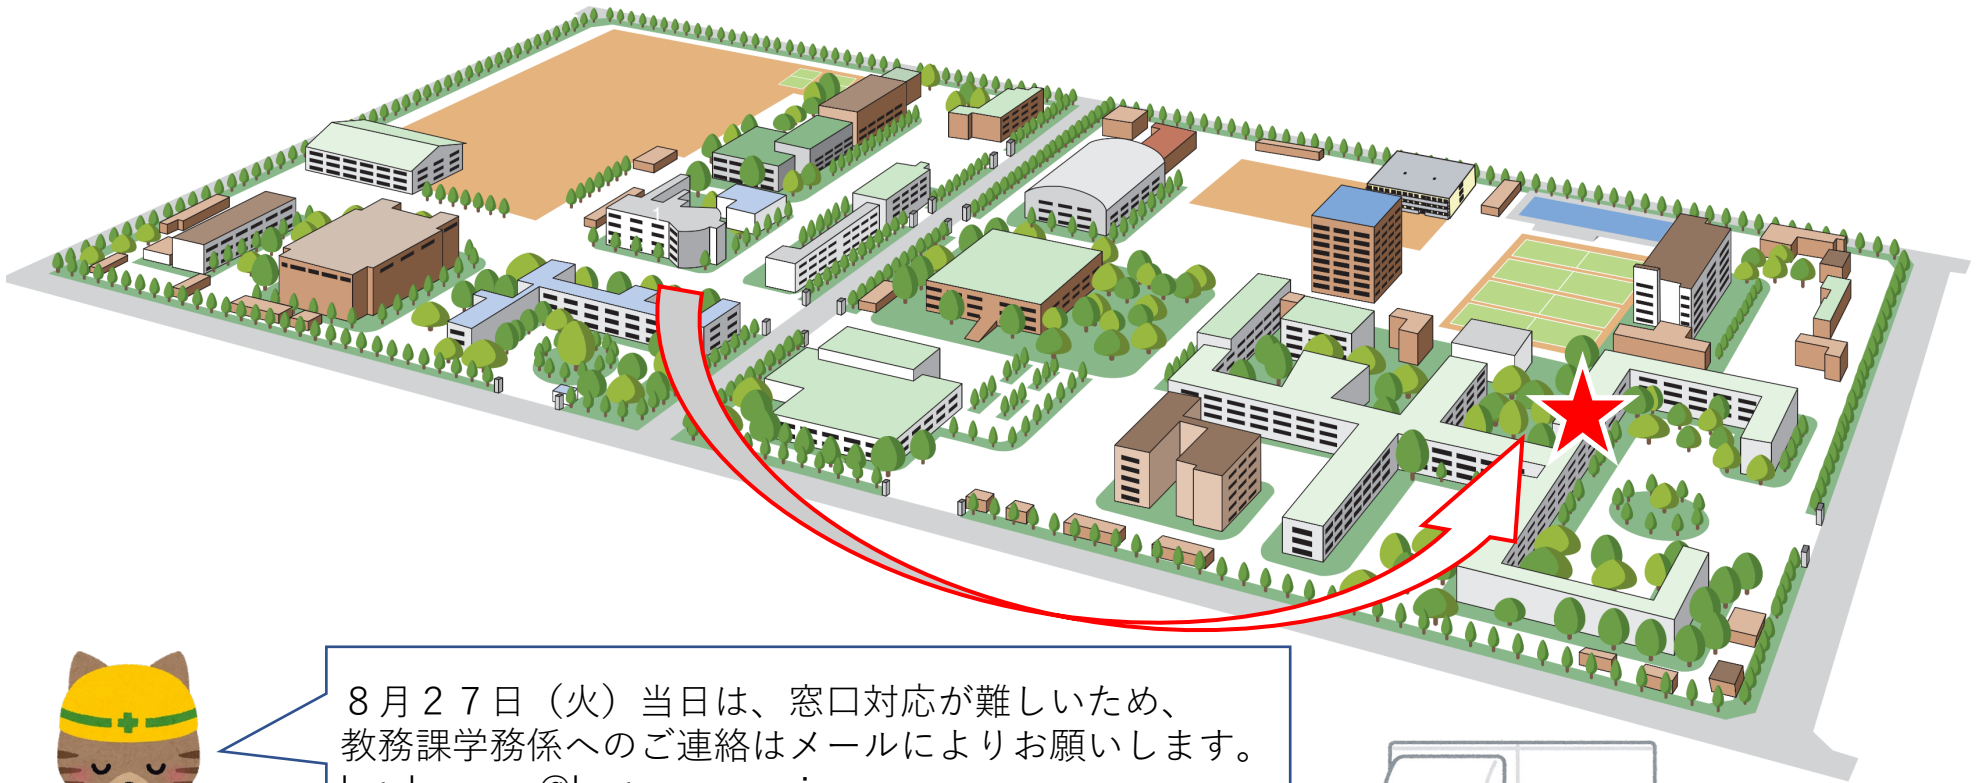 ８月２７日（火）当日は、窓口対応が難しいため、
教務課学務係へのご連絡はメールによりお願いします。